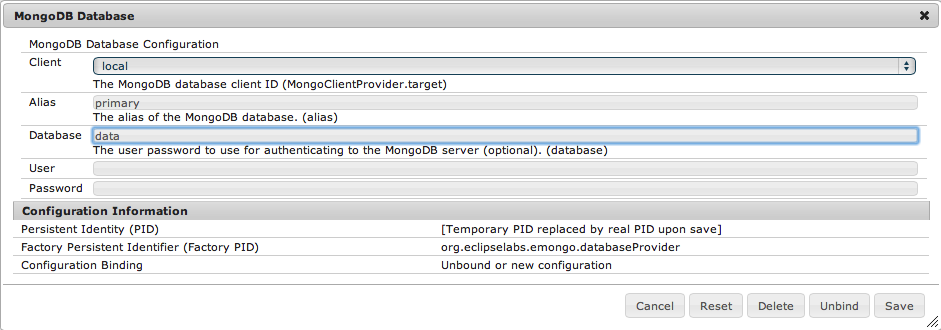 MongoDB Database
MongoDB Database Configuration
Client
local
The MongoDB database client ID (MongoClientProvider.target)
Alias
primary
The alias of the MongoDB database. (alias)
Database
data
The user password to use for authenticating to the MongoDB server (optional). (database)
User
Password
Configuration Information
Persistent Identity (PID) [Temporary PID replaced by real PID upon save]
Factory Persistent Identifier (Factory PID) org.eclipselabs.emongo.databaseProvider
Configuration Binding Unbound or new configuration
Cancel Reset Delete Unbind Save